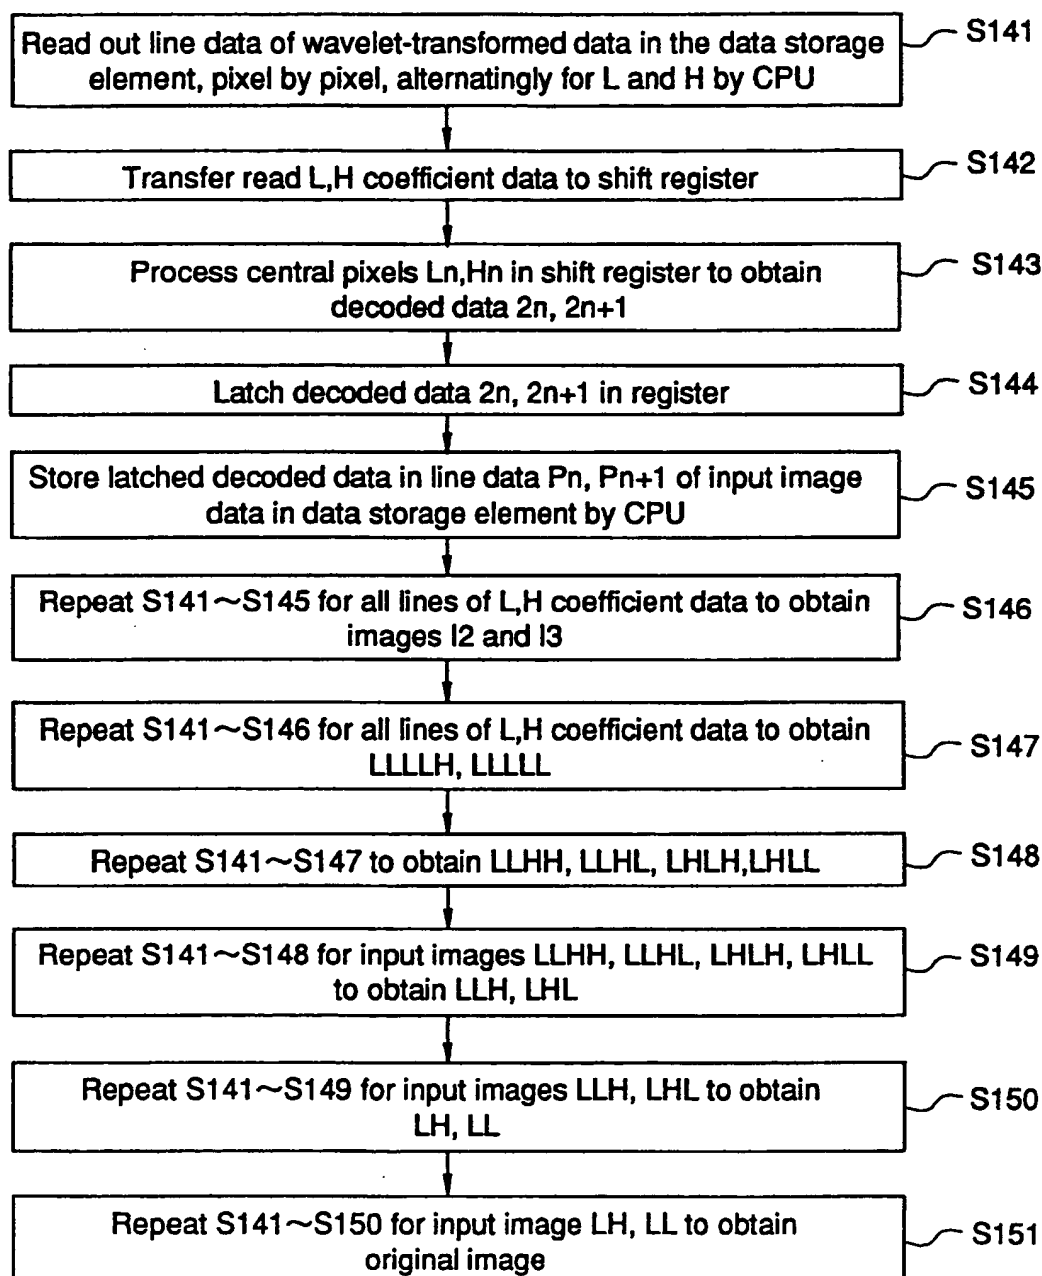 Read out line data of wavelet-transformed data in the data storage
element, pixel by pixel, alternatingly for L and H by CPU
S141
Transfer read L,H coefficient data to shift register
S142
Process central pixels Ln,Hn in shift register to obtain
decoded data 2n, 2n+1
S143
Latch decoded data 2n, 2n+1 in register
S144
Store latched decoded data in line data Pn, Pn+1 of input image
data in data storage element by CPU
S145
Repeat S141~S145 for all lines of L,H coefficient data to obtain
images I2 and I3
S146
Repeat S141~S146 for all lines of L,H coefficient data to obtain
LLLLH, LLLLL
S147
Repeat S141~S147 to obtain LLHH, LLHL, LHLH,LHLL
S148
Repeat S141~S148 for input images LLHH, LLHL, LHLH, LHLL
to obtain LLH, LHL
S149
Repeat S141~S149 for input images LLH, LHL to obtain
LH, LL
S150
Repeat S141~S150 for input image LH, LL to obtain
original image
S151